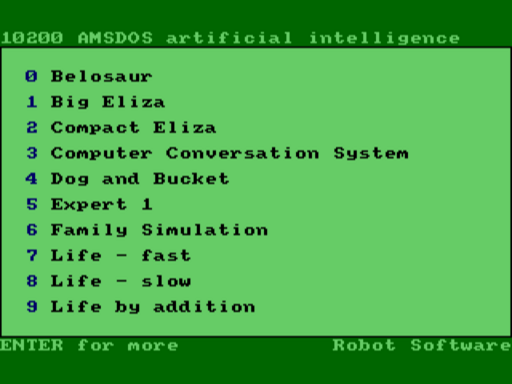 10200 AMSDOS artificial intelligence
0 Belosaur
1 Big Eliza
2 Compact Eliza
3 Computer Conversation System
4 Dog and Bucket
5 Expert 1
6 Family Simulation
7 Life - fast
8 Life - slow
9 Life by addition
ENTER for more Robot Software